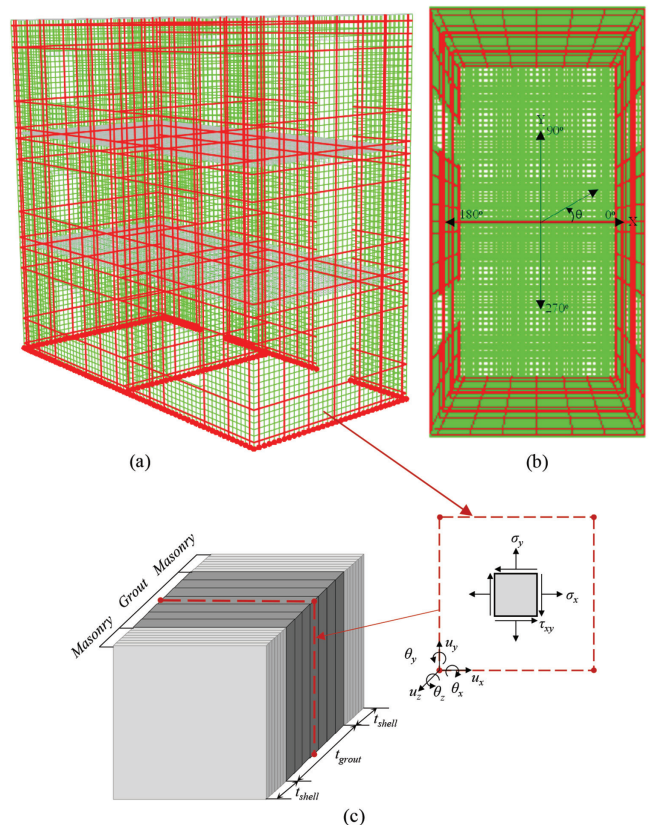 Y
90°
180°
θ
0°
X
270°
(a)
(b)
Masonry
Grout
Masonry
σy
σx
τxy
uy
θy
ux
θx
θz
uz
tshell
tgrout
tshell
(c)